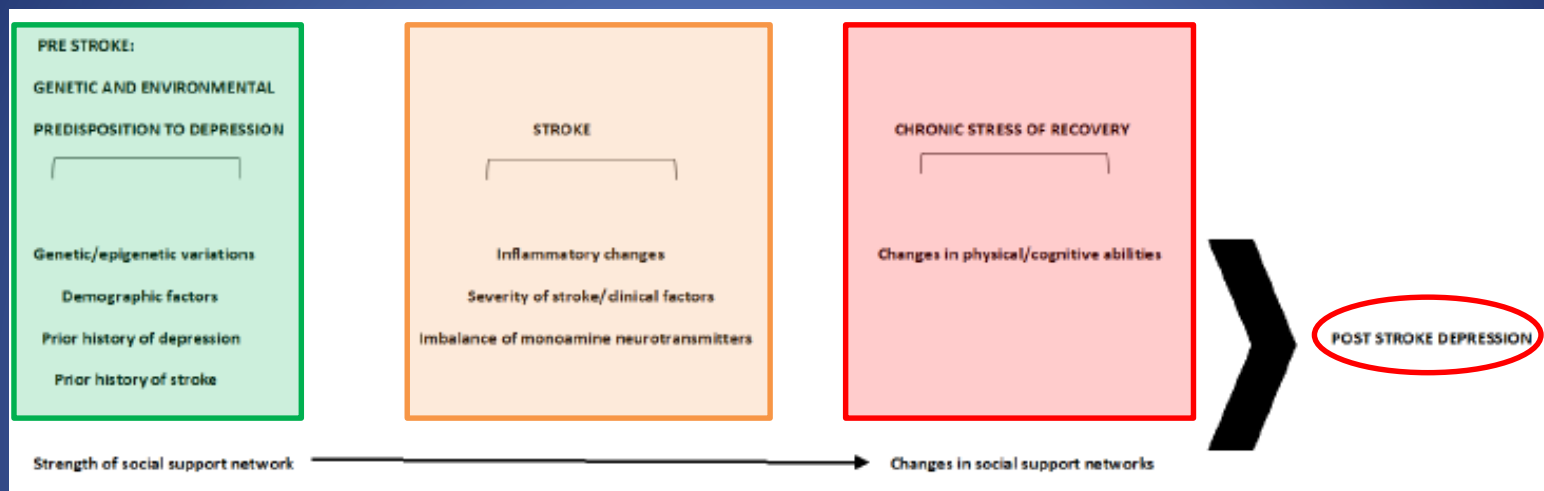 PRE STROKE:
GENETIC AND ENVIRONMENTAL
PREDISPOSITION TO DEPRESSION
Genetic/epigenetic variations
Demographic factors
Prior history of depression
Prior history of stroke
STROKE
Inflammatory changes
Severity of stroke/clinical factors
Imbalance of monoamine neurotransmitters
CHRONIC STRESS OF RECOVERY
Changes in physical/cognitive abilities
POST STROKE DEPRESSION
Strength of social support network
Changes in social support networks